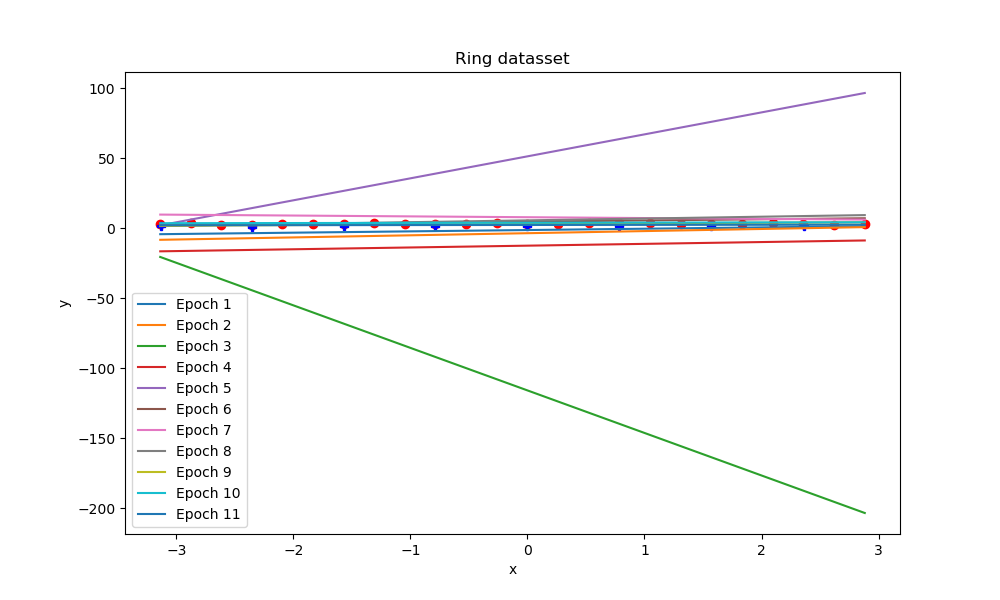 Ring datasset
100
50
0
−50
−100
−150
−200
y
Epoch 1
Epoch 2
Epoch 3
Epoch 4
Epoch 5
Epoch 6
Epoch 7
Epoch 8
Epoch 9
Epoch 10
Epoch 11
−3 −2 −1 0 1 2 3
x